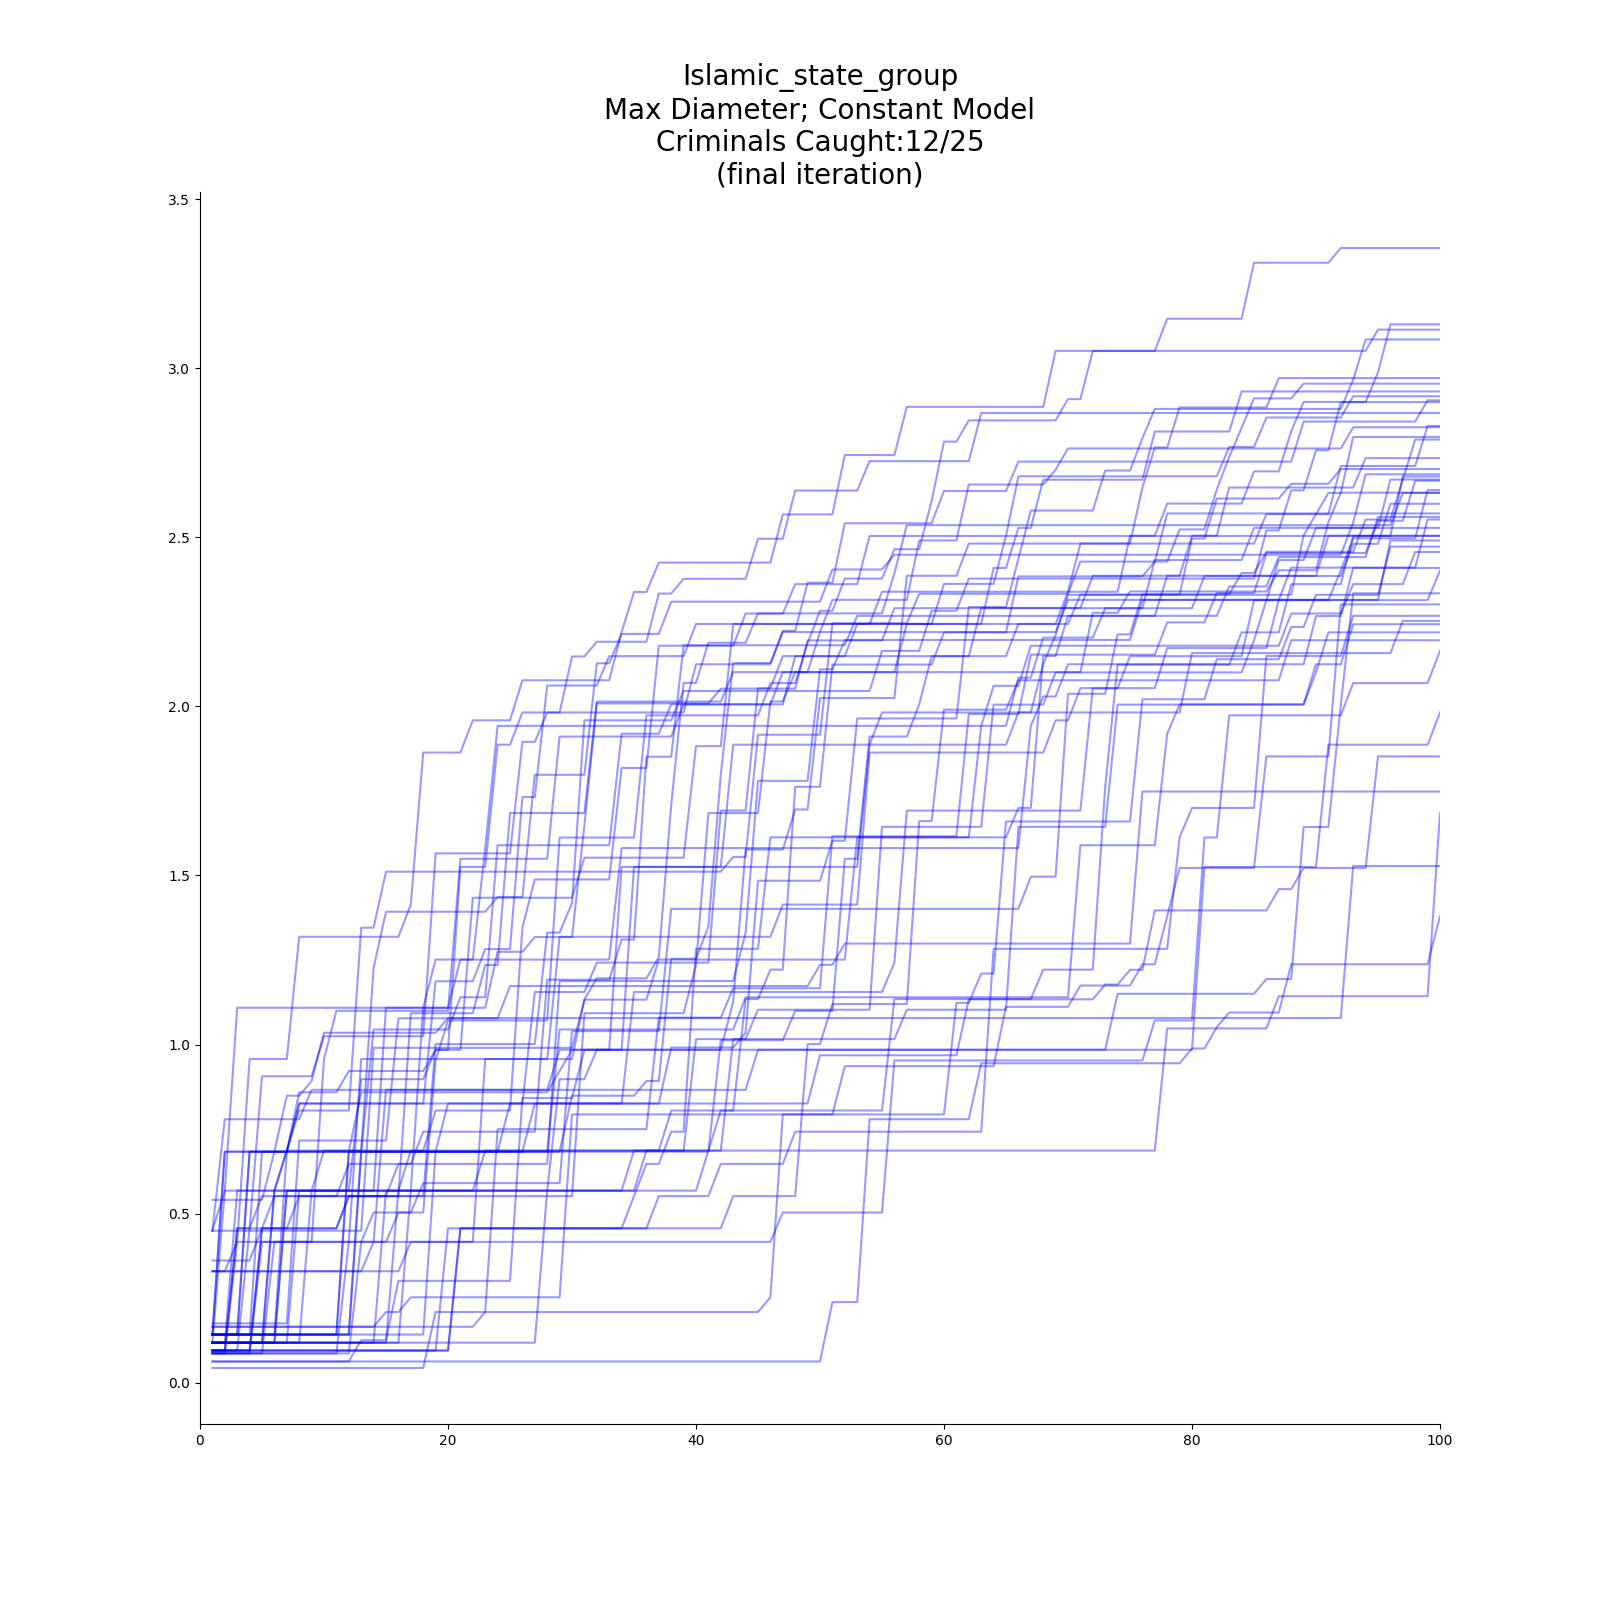 Islamic_state_group
Max Diameter; Constant Model
Criminals Caught:12/25
(final iteration)
3.5
3.0
2.5
2.0
1.5
1.0
0.5
0.0
0 20 40 60 80 100